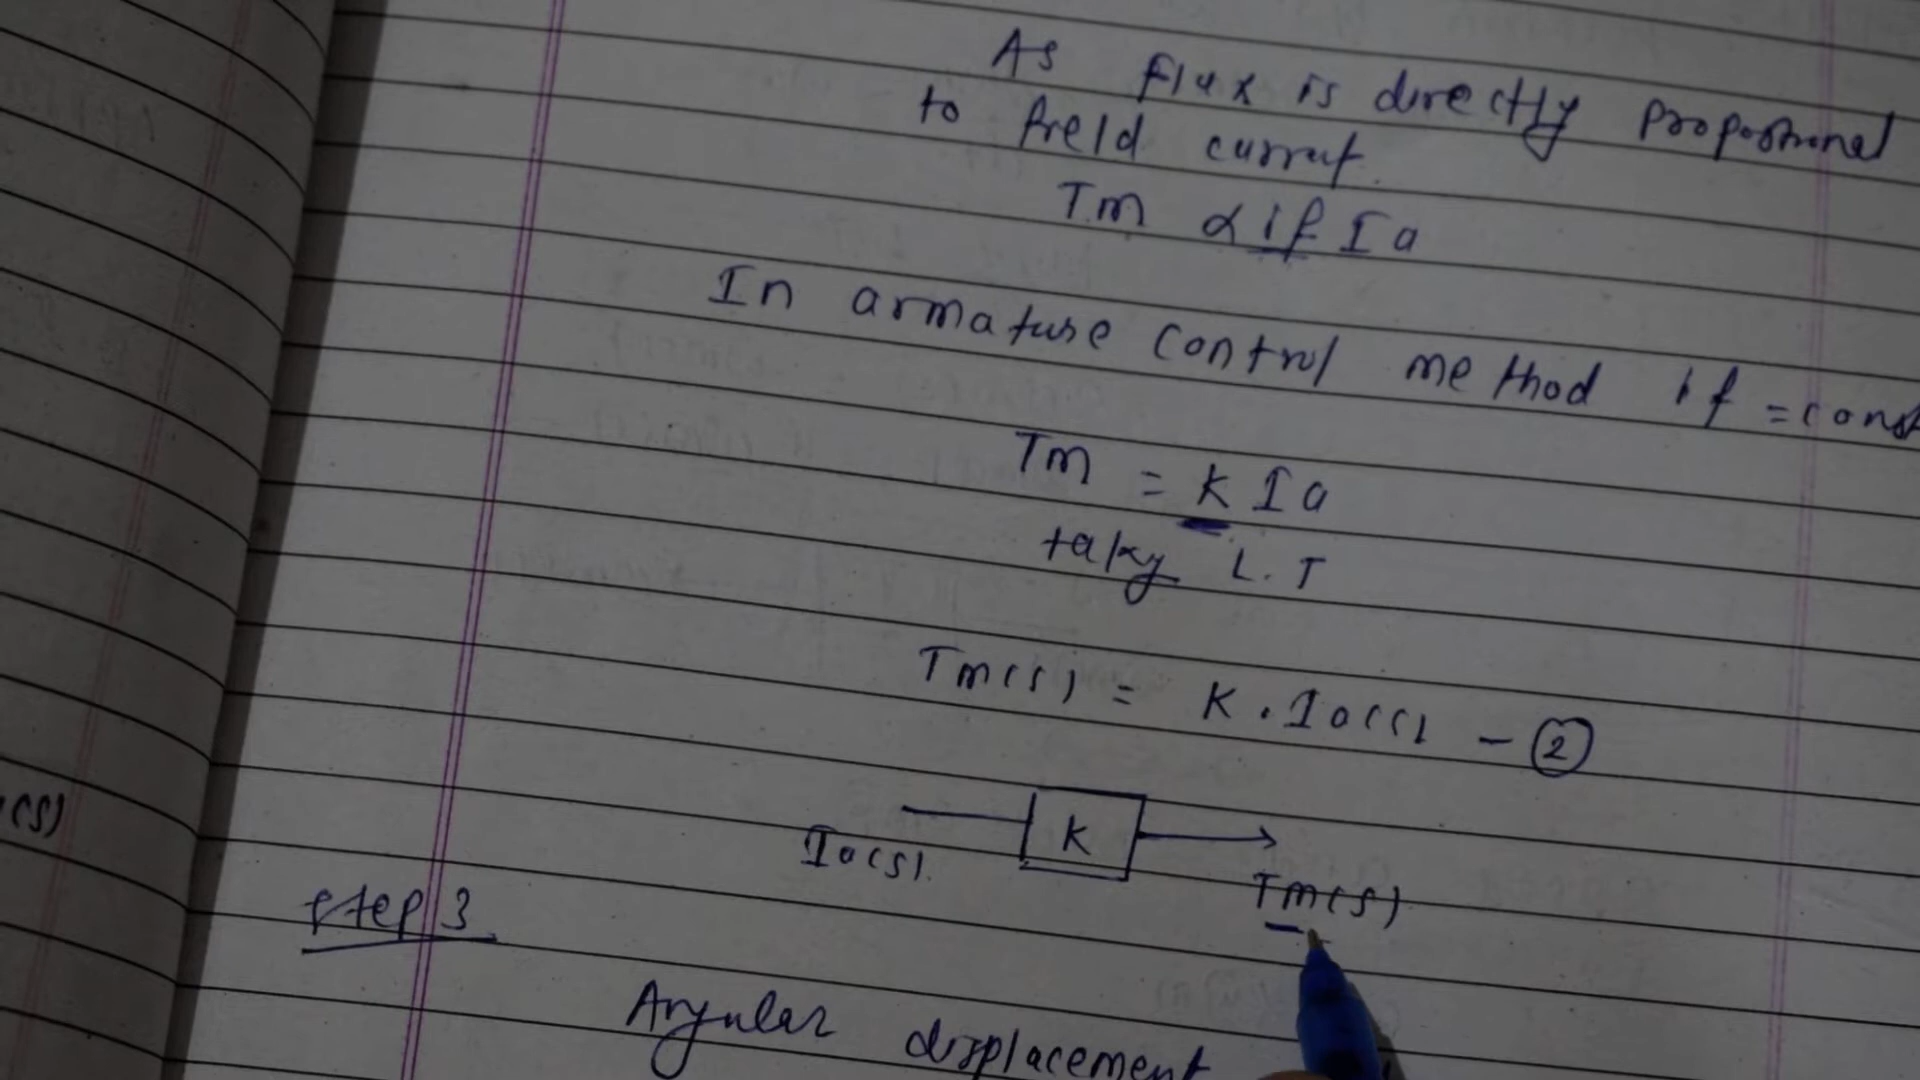 As flux is directly proportional
to field current.
Tm α if Ia
In armature control method if = const
Tm = K Ia
taky L.T
Tm(s) = K . Ia(s) - ②
K
Ia(s).
Tm(s)
(s)
step 3
Angular displacement